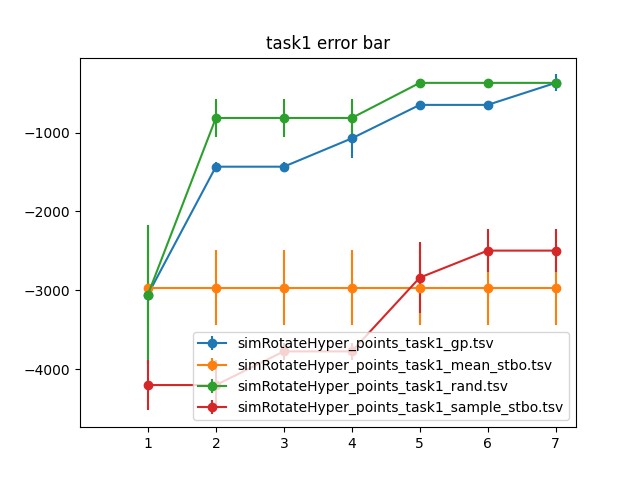 task1 error bar
−1000
−2000
−3000
−4000
simRotateHyper_points_task1_gp.tsv
simRotateHyper_points_task1_mean_stbo.tsv
simRotateHyper_points_task1_rand.tsv
simRotateHyper_points_task1_sample_stbo.tsv
1 2 3 4 5 6 7